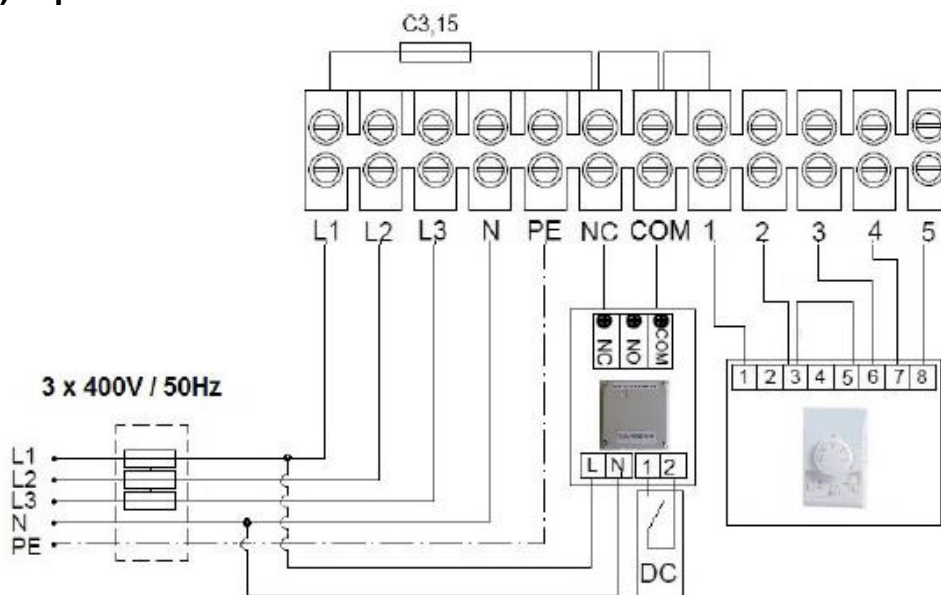 C3,15
L1 L2 L3 N PE NC COM 1 2 3 4 5
NC NO COM
1 2 3 4 5 6 7 8
3 x 400V / 50Hz
L1
L2
L3
N
PE
L N 1 2
DC